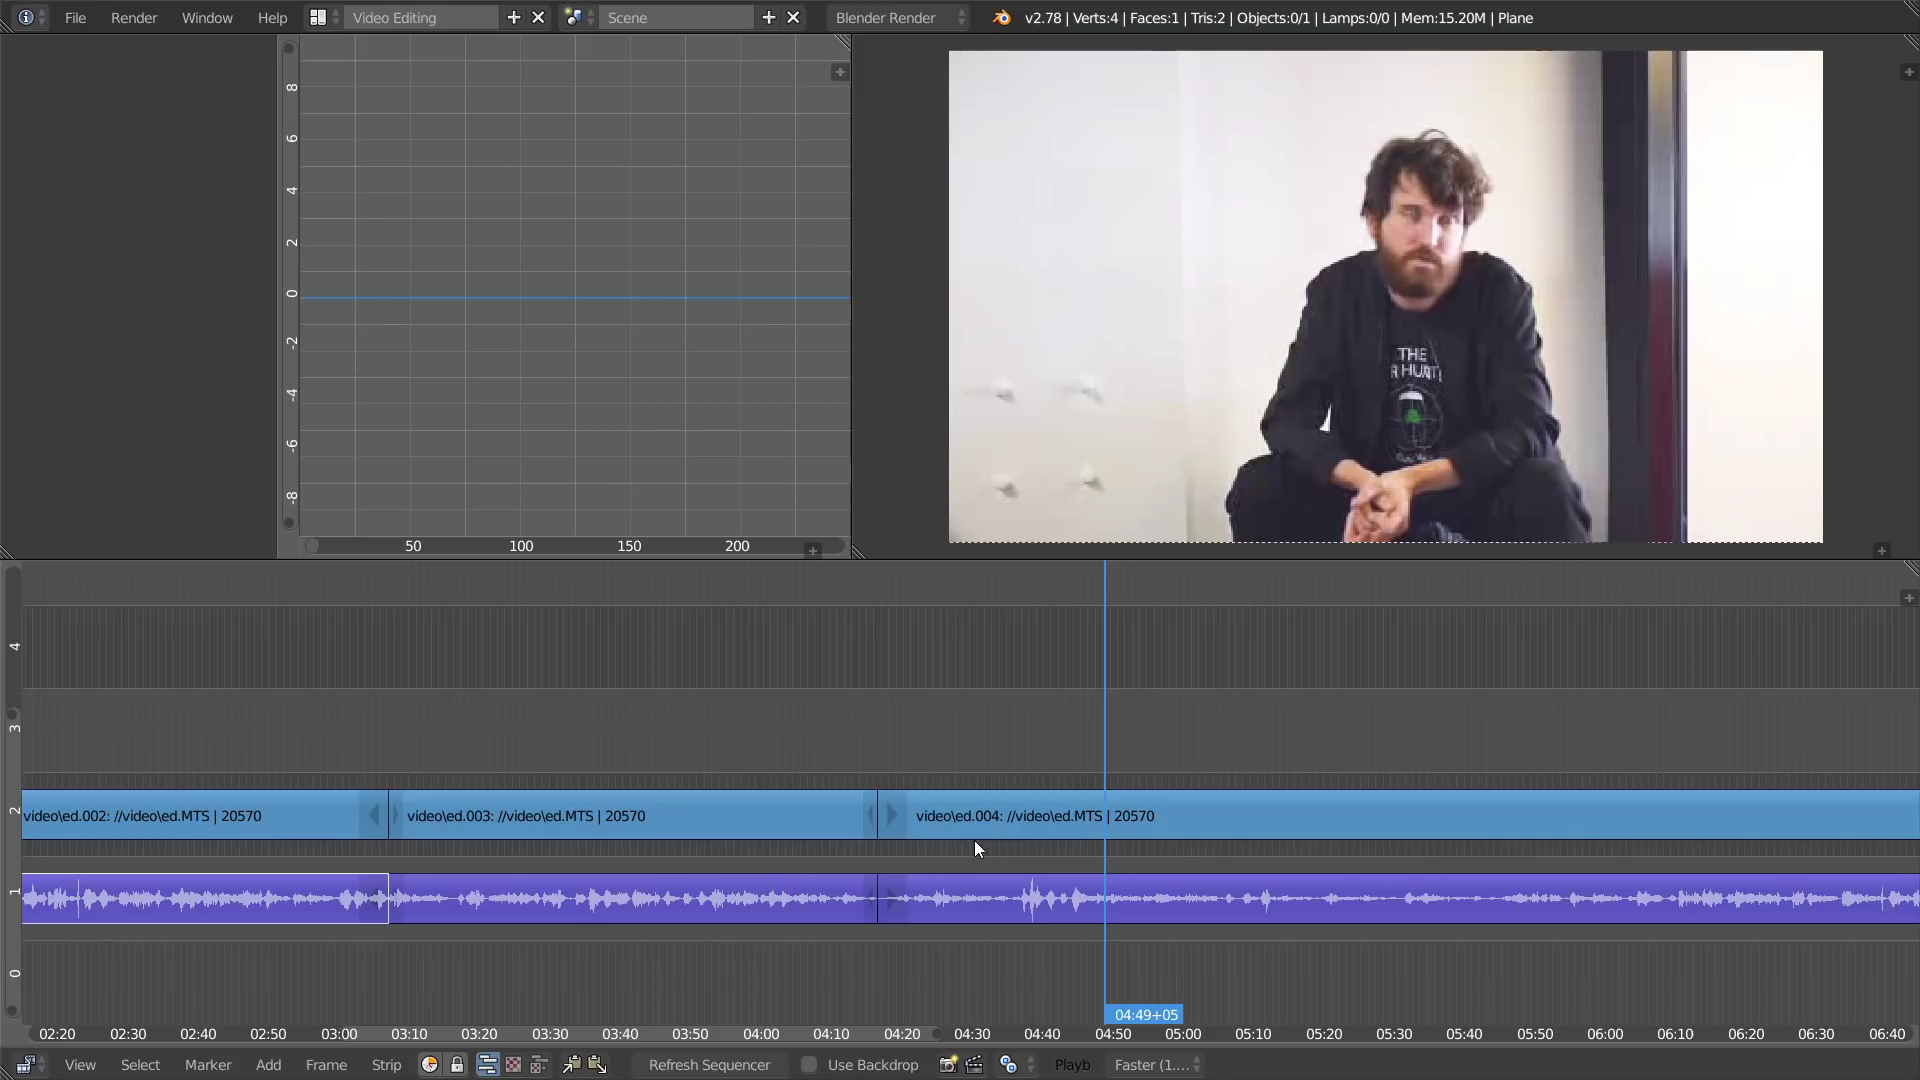 File Render Window Help Video Editing Scene Blender Render v2.78 | Verts:4 | Faces:1 | Tris:2 | Objects:0/1 | Lamps:0/0 | Mem:15.20M | Plane
8
6
4
2
0
-2
-4
-6
-8
50 100 150 200
THE
R HUNT
4
3
2
1
0
video\ed.002: //video\ed.MTS | 20570 video\ed.003: //video\ed.MTS | 20570 video\ed.004: //video\ed.MTS | 20570
04:49+05
02:20 02:30 02:40 02:50 03:00 03:10 03:20 03:30 03:40 03:50 04:00 04:10 04:20 04:30 04:40 04:50 05:00 05:10 05:20 05:30 05:40 05:50 06:00 06:10 06:20 06:30 06:40
View Select Marker Add Frame Strip Refresh Sequencer Use Backdrop Playb Faster (1....